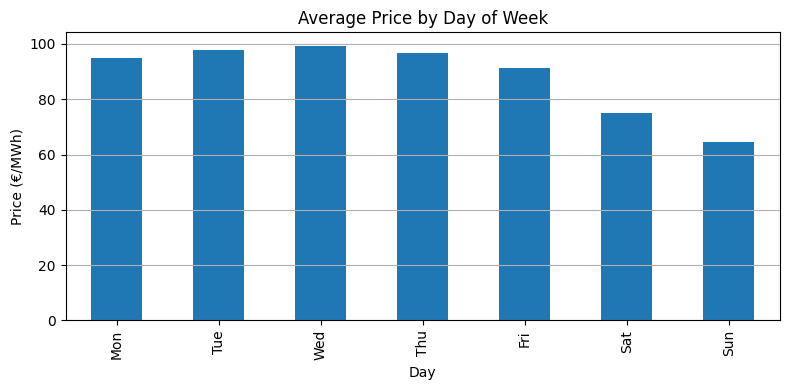 Average Price by Day of Week
Price (€/MWh)
100
80
60
40
20
0
Mon
Tue
Wed
Thu
Fri
Sat
Sun
Day